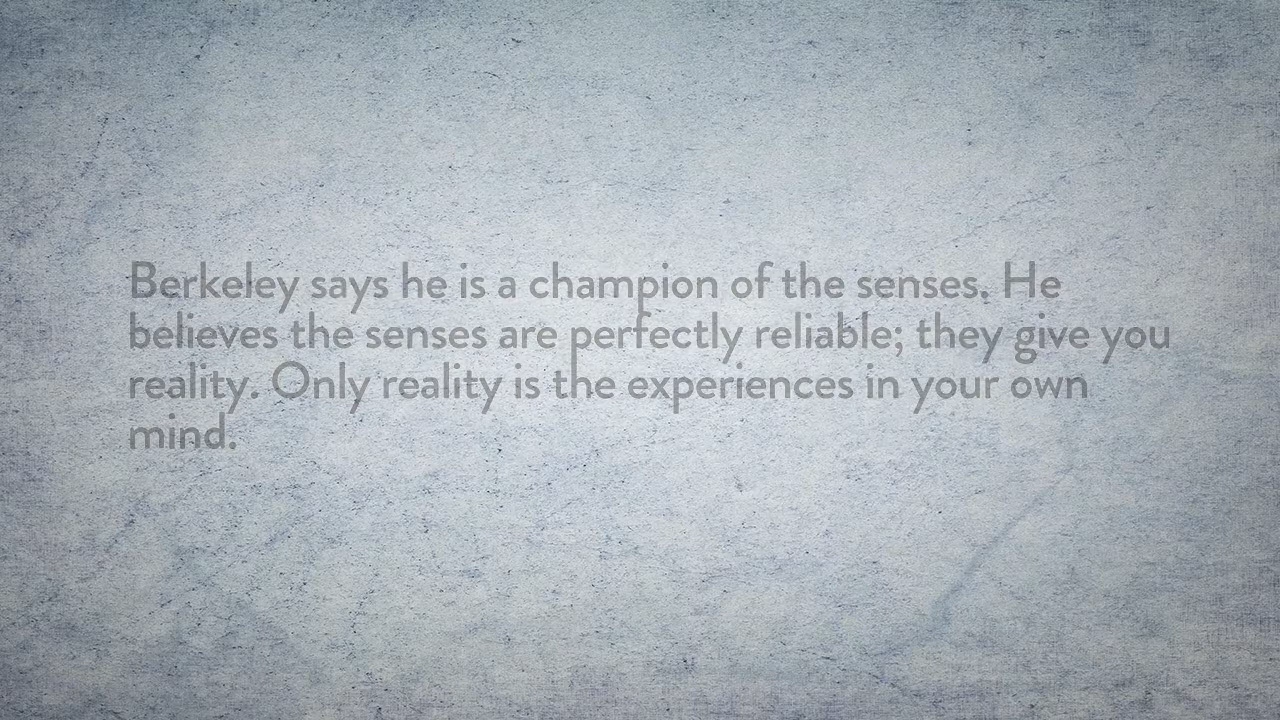 Berkeley says he is a champion of the senses. He
believes the senses are perfectly reliable; they give you
reality. Only reality is the experiences in your own
mind.